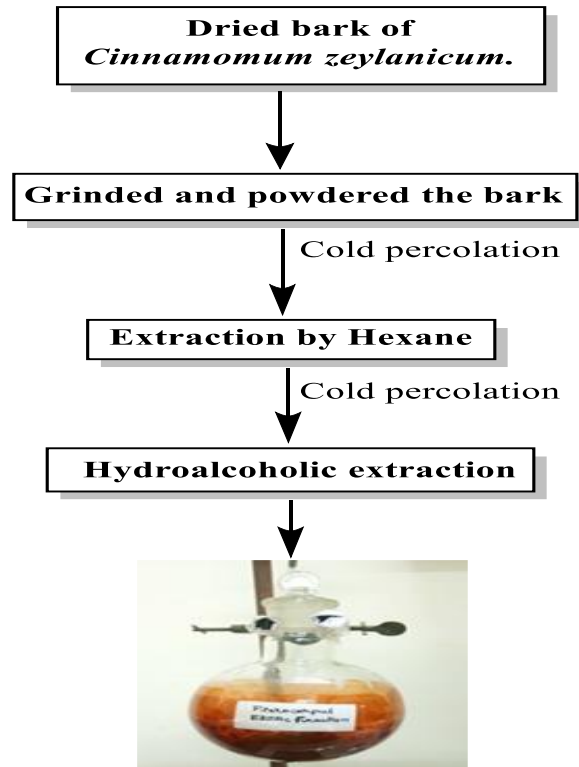 Dried bark of
Cinnamomum zeylanicum.
Grinded and powdered the bark
Cold percolation
Extraction by Hexane
Cold percolation
Hydroalcoholic extraction